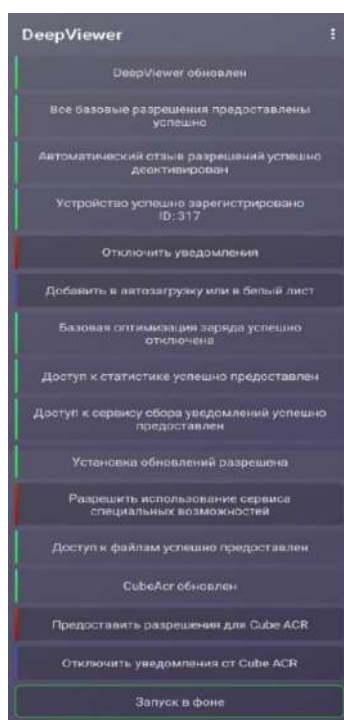 DeepViewer
DeepViewer обновлен
Все базовые разрешения предоставлены
успешно
Автоматический отзыв разрешений успешно
деактивирован
Устройство успешно зарегистрировано
ID: 317
Отключить уведомления
Добавить в автозагрузку или в белый лист
Базовая оптимизация заряда успешно
отключена
Доступ к статистике успешно предоставлен
Доступ к сервису сбора уведомлений успешно
предоставлен
Установка обновлений разрешена
Разрешить использование сервиса
специальных возможностей
Доступ к файлам успешно предоставлен
CubeAcr обновлен
Предоставить разрешения для Cube ACR
Отключить уведомления от Cube ACR
Запуск в фоне